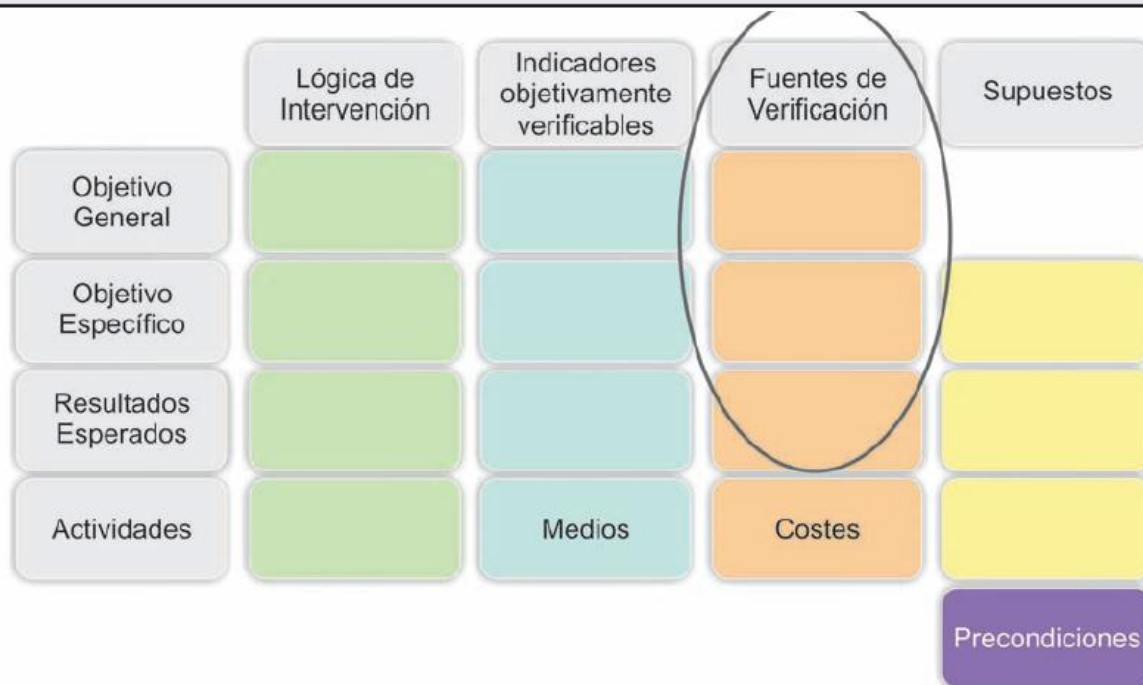 Lógica de
Intervención
Indicadores
objetivamente
verificables
Fuentes de
Verificación
Supuestos
Objetivo
General
Objetivo
Específico
Resultados
Esperados
Actividades
Medios
Costes
Precondiciones